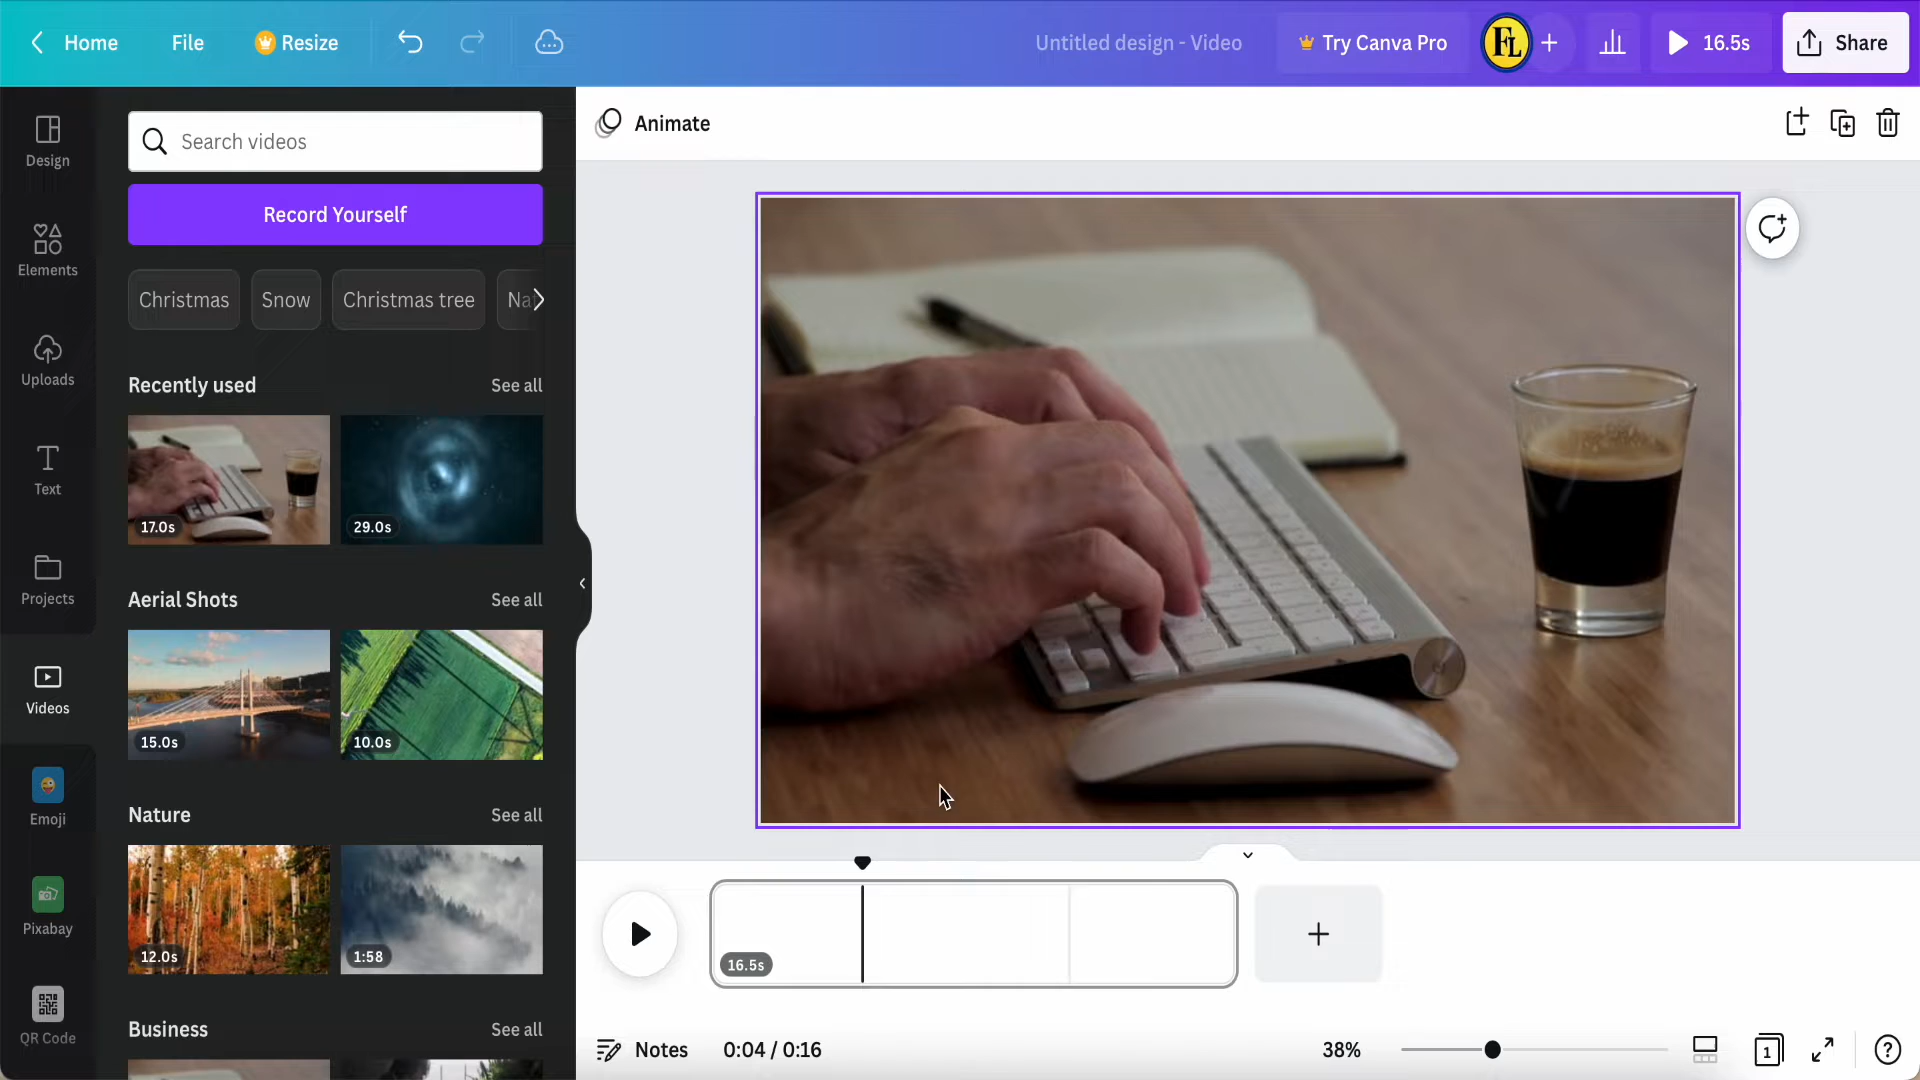 Home
File
Resize
Untitled design - Video
Try Canva Pro
FL
16.5s
Share
Design
Elements
Uploads
Text
Projects
Videos
Emoji
Pixabay
QR Code
Search videos
Record Yourself
Christmas
Snow
Christmas tree
Na
Recently used
See all
17.0s
29.0s
Aerial Shots
See all
15.0s
10.0s
Nature
See all
12.0s
1:58
Business
See all
Animate
16.5s
Notes
0:04 / 0:16
38%
1